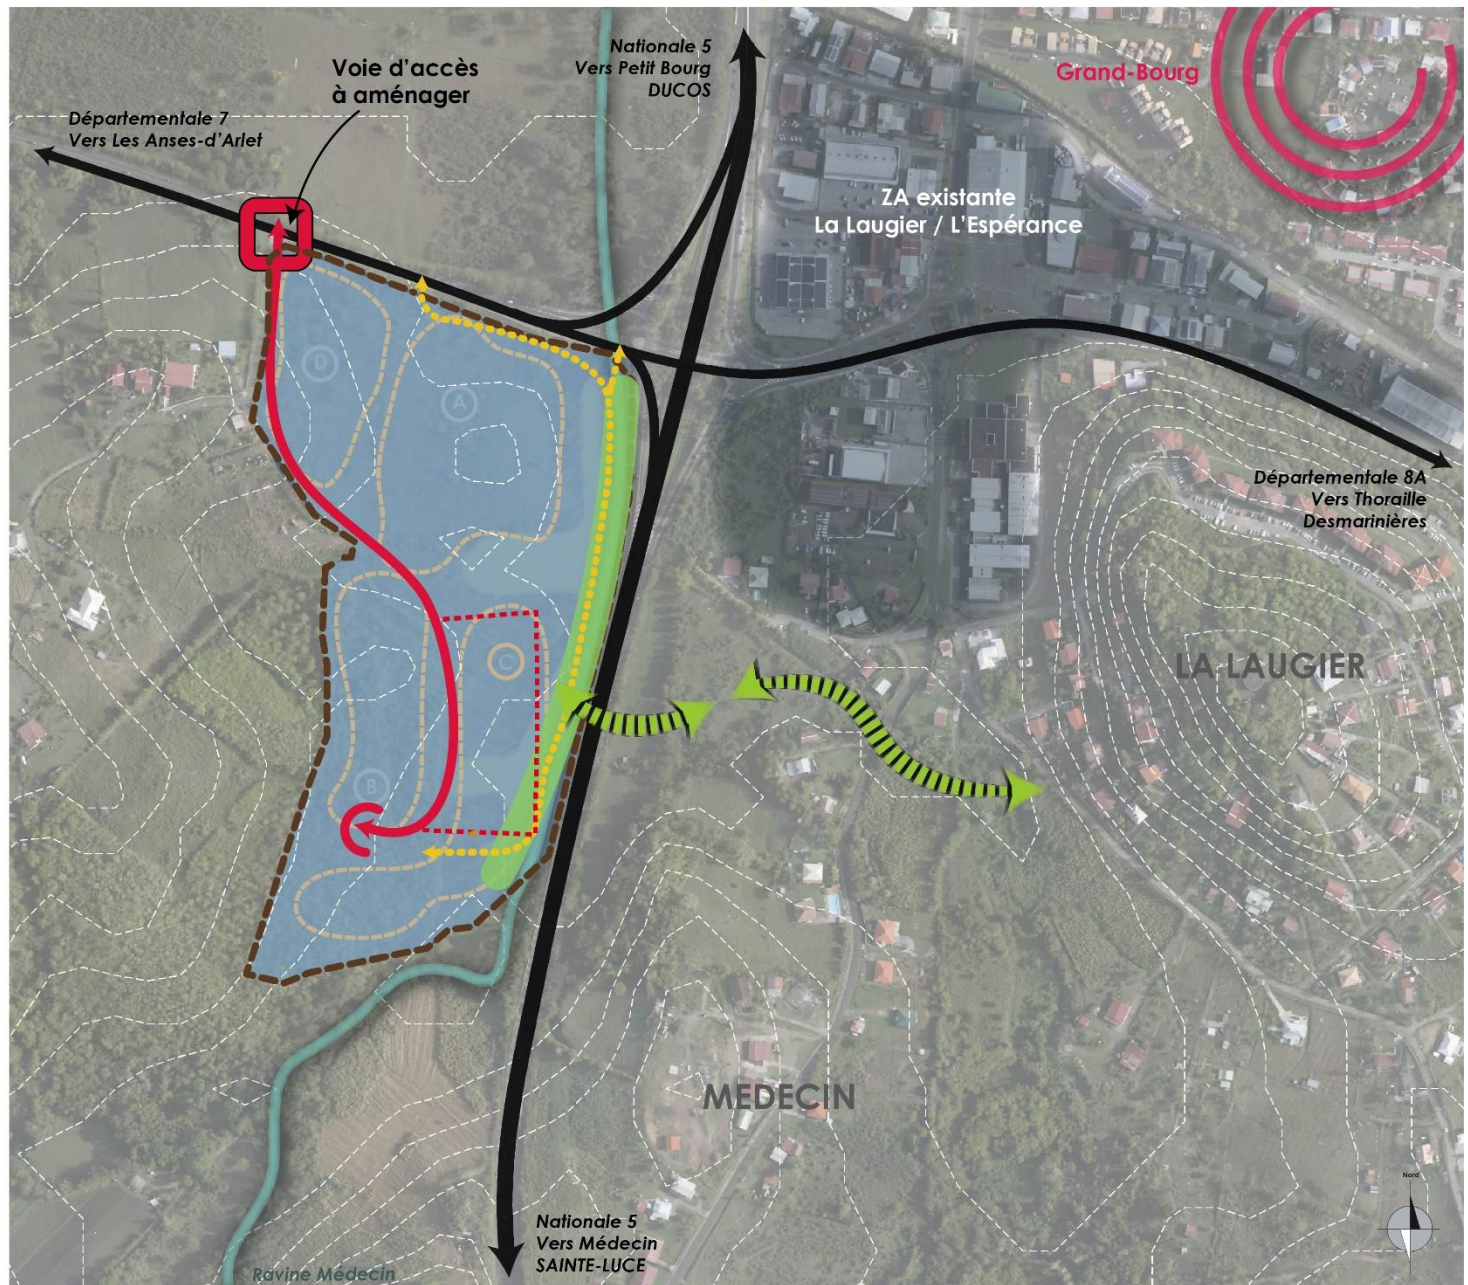 Nationale 5
Vers Petit Bourg
DUCOS
Grand-Bourg
Voie d'accès
à aménager
Départementale 7
Vers Les Anses-d'Arlet
ZA existante
La Laugier / L'Espérance
D
A
Départementale 8A
Vers Thoraille
Desmarinières
C
LA LAUGIER
B
MEDECIN
Nord
Nationale 5
Vers Médecin
SAINTE-LUCE
Ravine Médecin